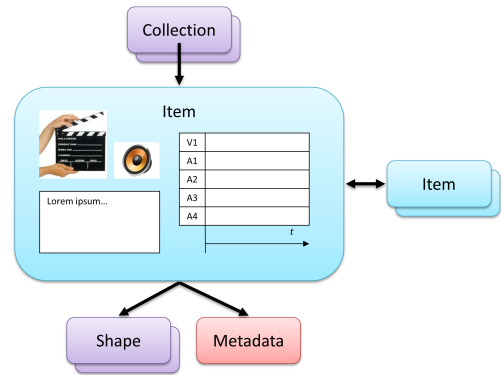 Collection
Item
V1
A1
A2
A3
A4
t
Lorem ipsum...
Item
Shape
Metadata